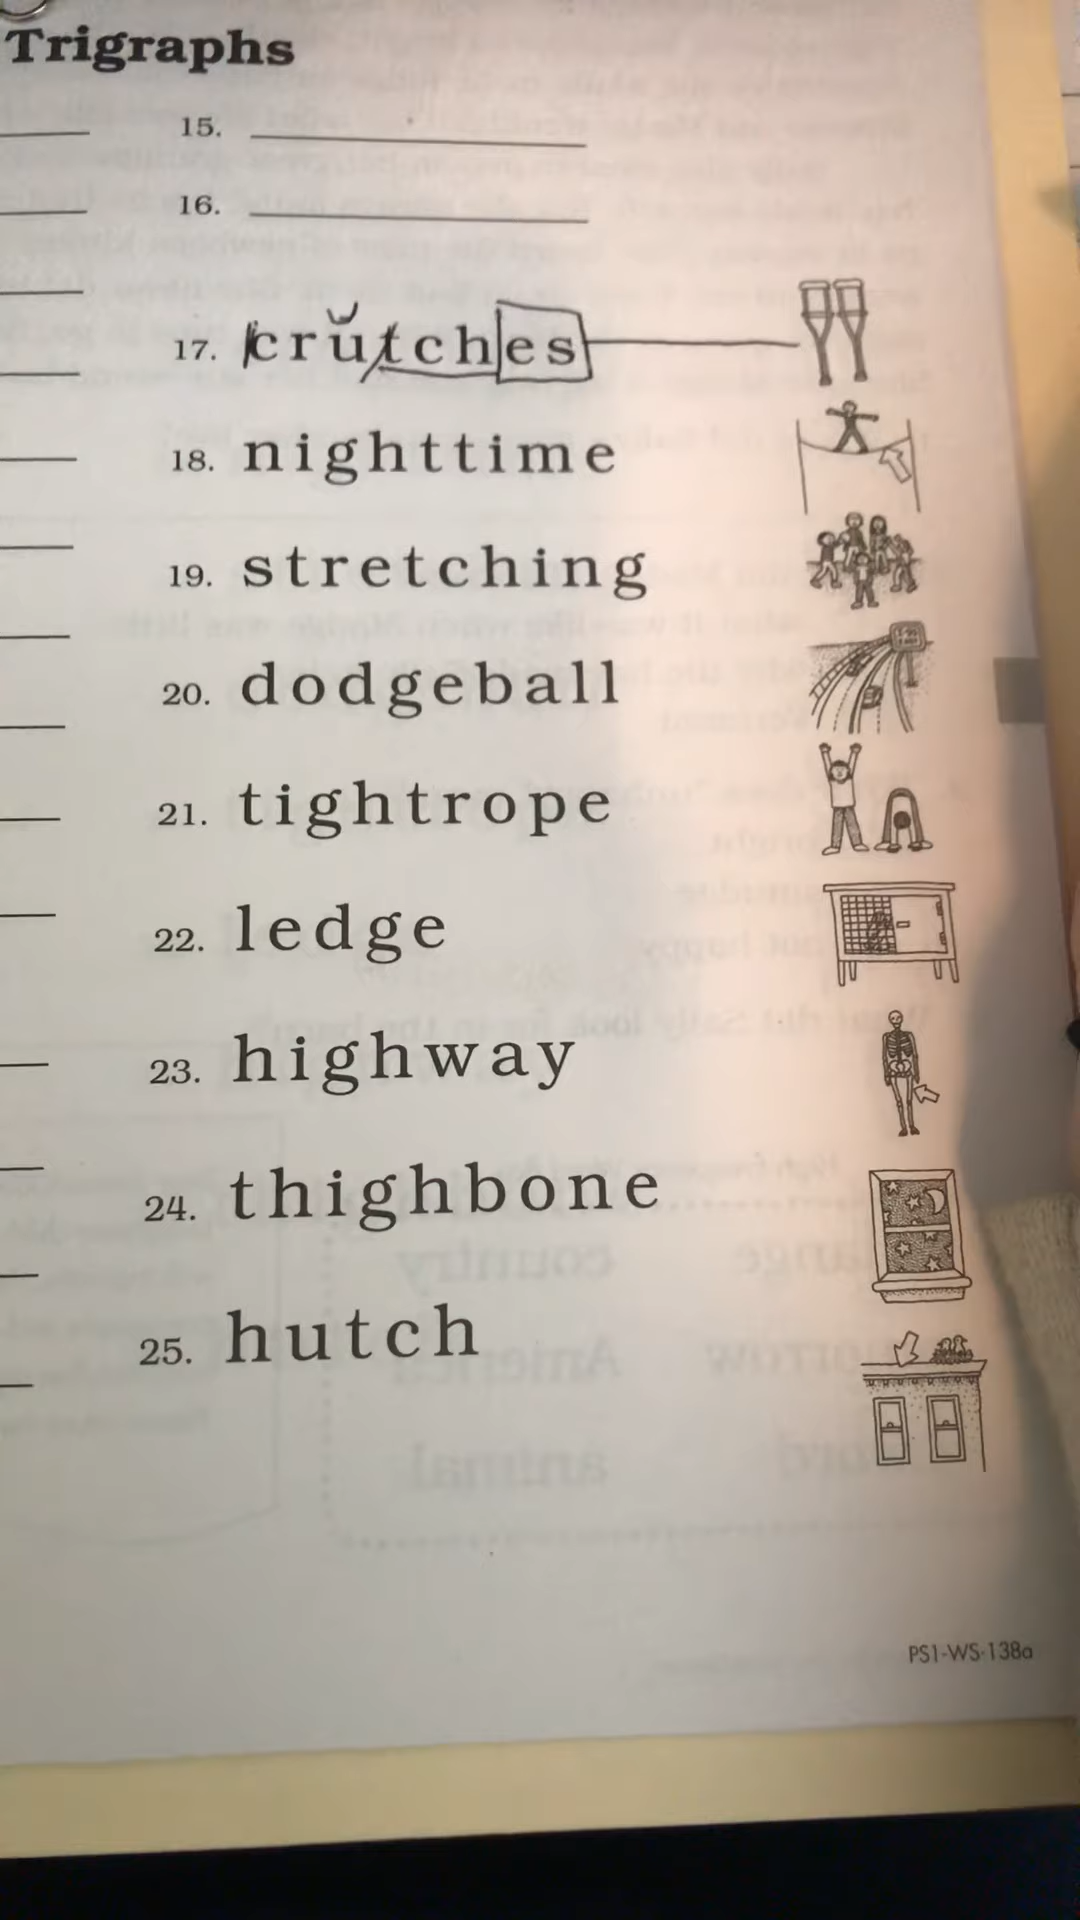 Trigraphs
15.
16.
17. crutches
18. nighttime
19. stretching
20. dodgeball
21. tightrope
22. ledge
23. highway
24. thighbone
25. hutch
PS1-WS-138a